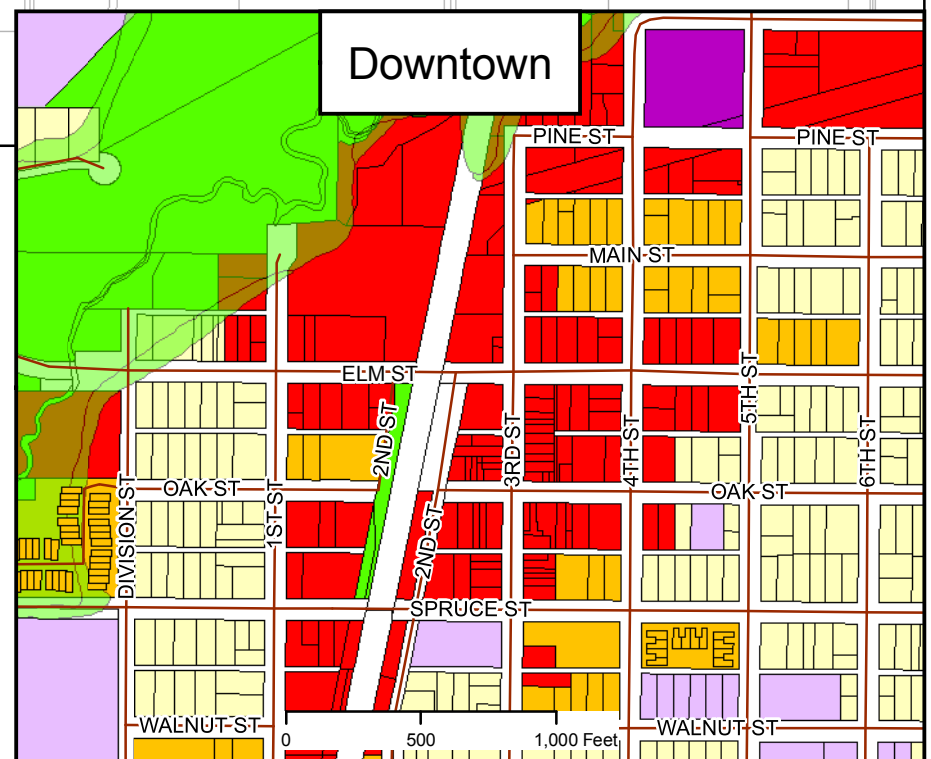 Downtown
PINE ST
PINE ST
MAIN ST
ELM ST
5TH ST
2ND ST
3RD ST
4TH ST
6TH ST
OAK ST
OAK ST
DIVISION ST
1ST ST
2ND ST
SPRUCE ST
WALNUT ST
WALNUT ST
0 500 1,000 Feet